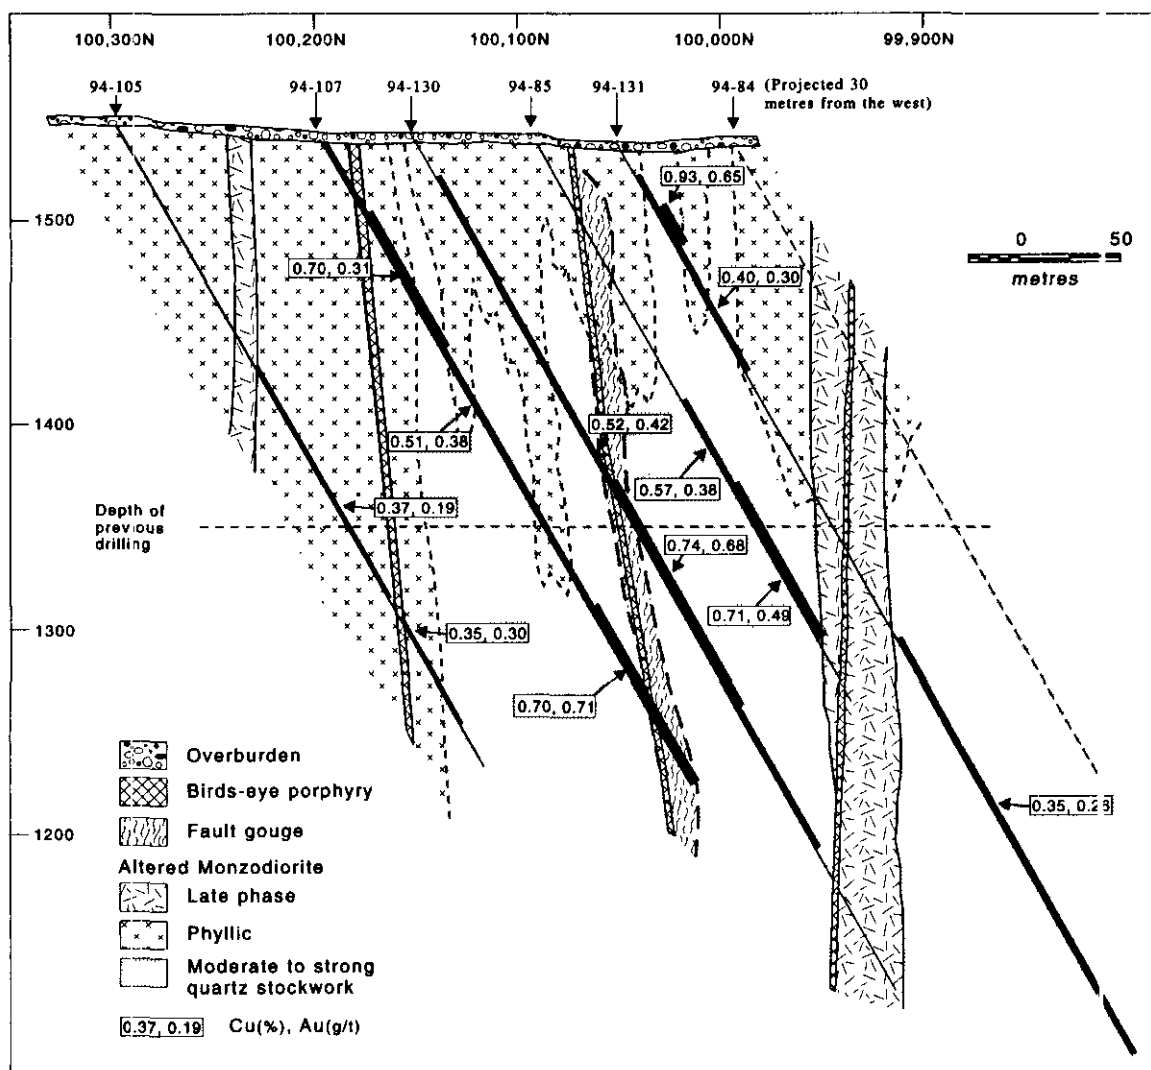 100,300N 100,200N 100,100N 100,000N 99,900N
94-105 94-107 94-130 94-85 94-131 94-84 (Projected 30
metres from the west)
0.93, 0.65
1500
0 50
metres
0.70, 0.31
0.40, 0.30
1400
0.52, 0.42
0.51, 0.38
0.57, 0.38
0.37, 0.19
Depth of
previous
drilling
0.74, 0.68
0.71, 0.49
1300
0.35, 0.30
0.70, 0.71
Overburden
Birds-eye porphyry
Fault gouge
1200
0.35,
Altered Monzodiorite
Late phase
Phyllic
Moderate to strong
quartz stockwork
0.37, 0.19 Cu(%), Au(g/t)